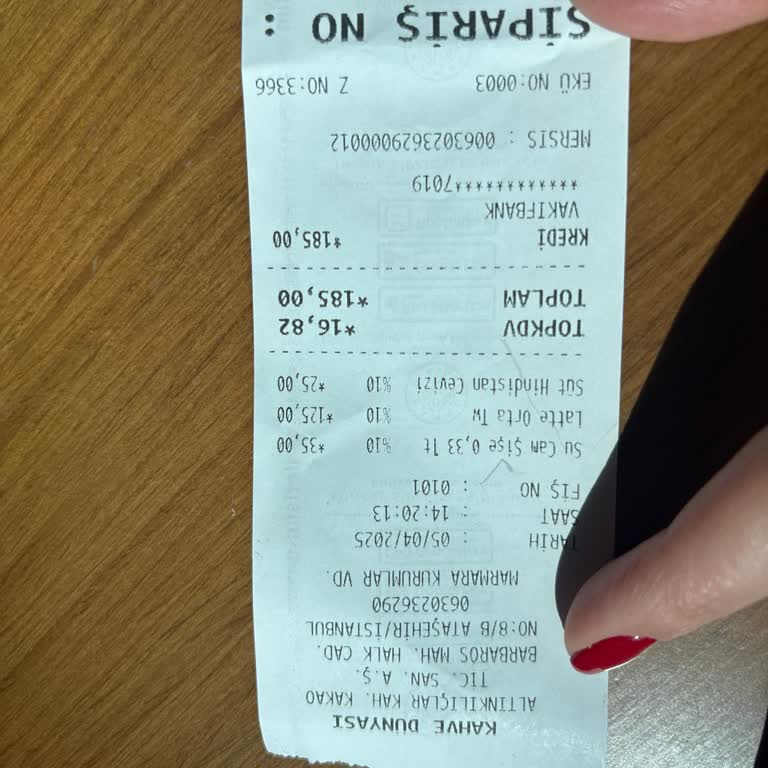 KAHVE DÜNYASI
ALTINKILIÇLAR KAH. KAKAO
TİC. SAN. A.Ş.
BARBAROS MAH. HALK CAD.
NO:8/B ATAŞEHİR/İSTANBUL
0630236290
MARMARA KURUMLAR VD.
TARİH : 05/04/2025
SAAT : 14:20:13
FİŞ NO : 0101
Su Cam Şişe 0,33 lt %10 *35,00
Latte Orta Tw %10 *125,00
Süt Hindistan Cevizi %10 *25,00
TOPKDV *16,82
TOPLAM *185,00
KREDİ *185,00
VAKIFBANK
************7019
MERSIS : 0063023629000012
EKÜ NO:0003 Z NO:3366
SİPARİŞ NO :